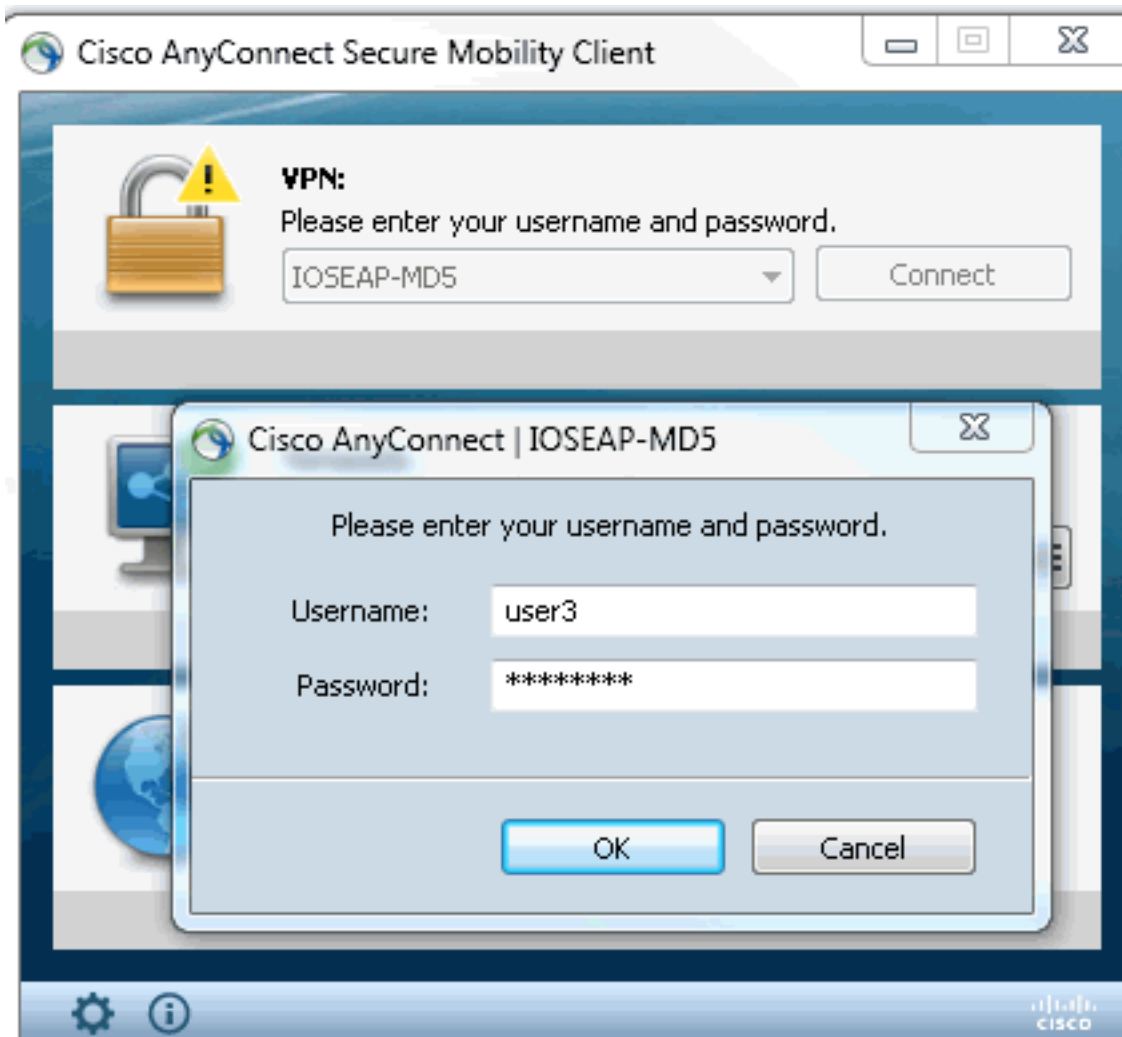 Cisco AnyConnect Secure Mobility Client
VPN:
Please enter your username and password.
IOSEAP-MD5
Connect
Cisco AnyConnect | IOSEAP-MD5
Please enter your username and password.
Username:
user3
Password:
********
OK
Cancel
CISCO